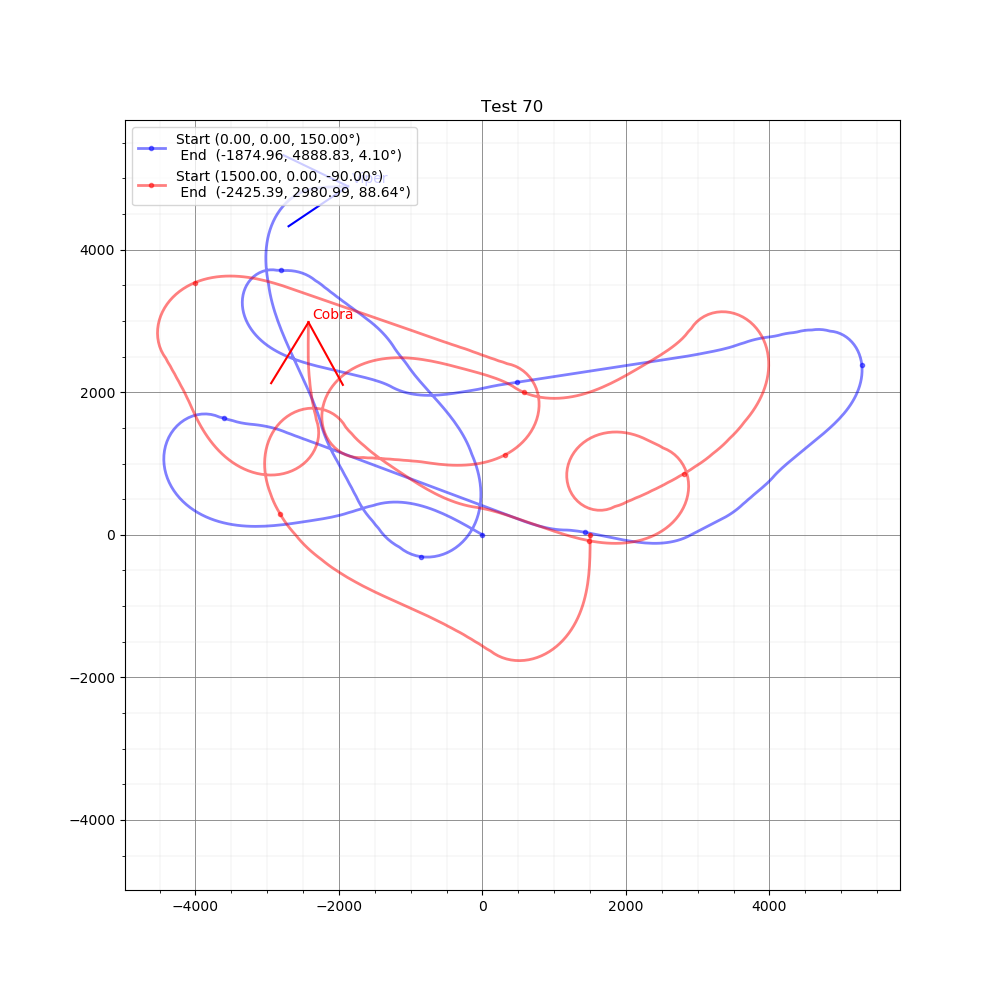 Test 70
Start (0.00, 0.00, 150.00°)
End (-1874.96, 4888.83, 4.10°)
Start (1500.00, 0.00, -90.00°)
End (-2425.39, 2980.99, 88.64°)
Cobra
4000
2000
0
−2000
−4000
−4000 −2000 0 2000 4000